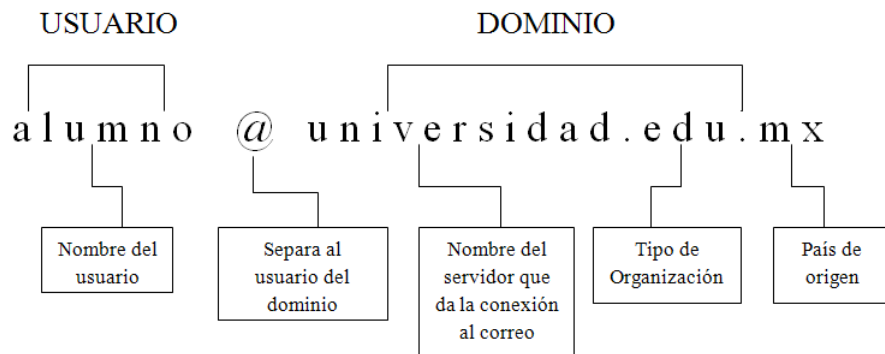 USUARIO DOMINIO
alumno @ universidad.edu.mx
Nombre del
usuario
Separa al
usuario del
dominio
Nombre del
servidor que
da la conexión
al correo
Tipo de
Organización
País de
origen